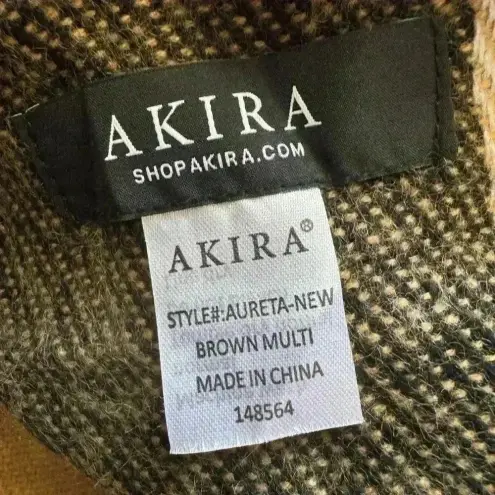 AKIRA
SHOPAKIRA.COM
AKIRA®
STYLE#:AURETA-NEW
BROWN MULTI
MADE IN CHINA
148564